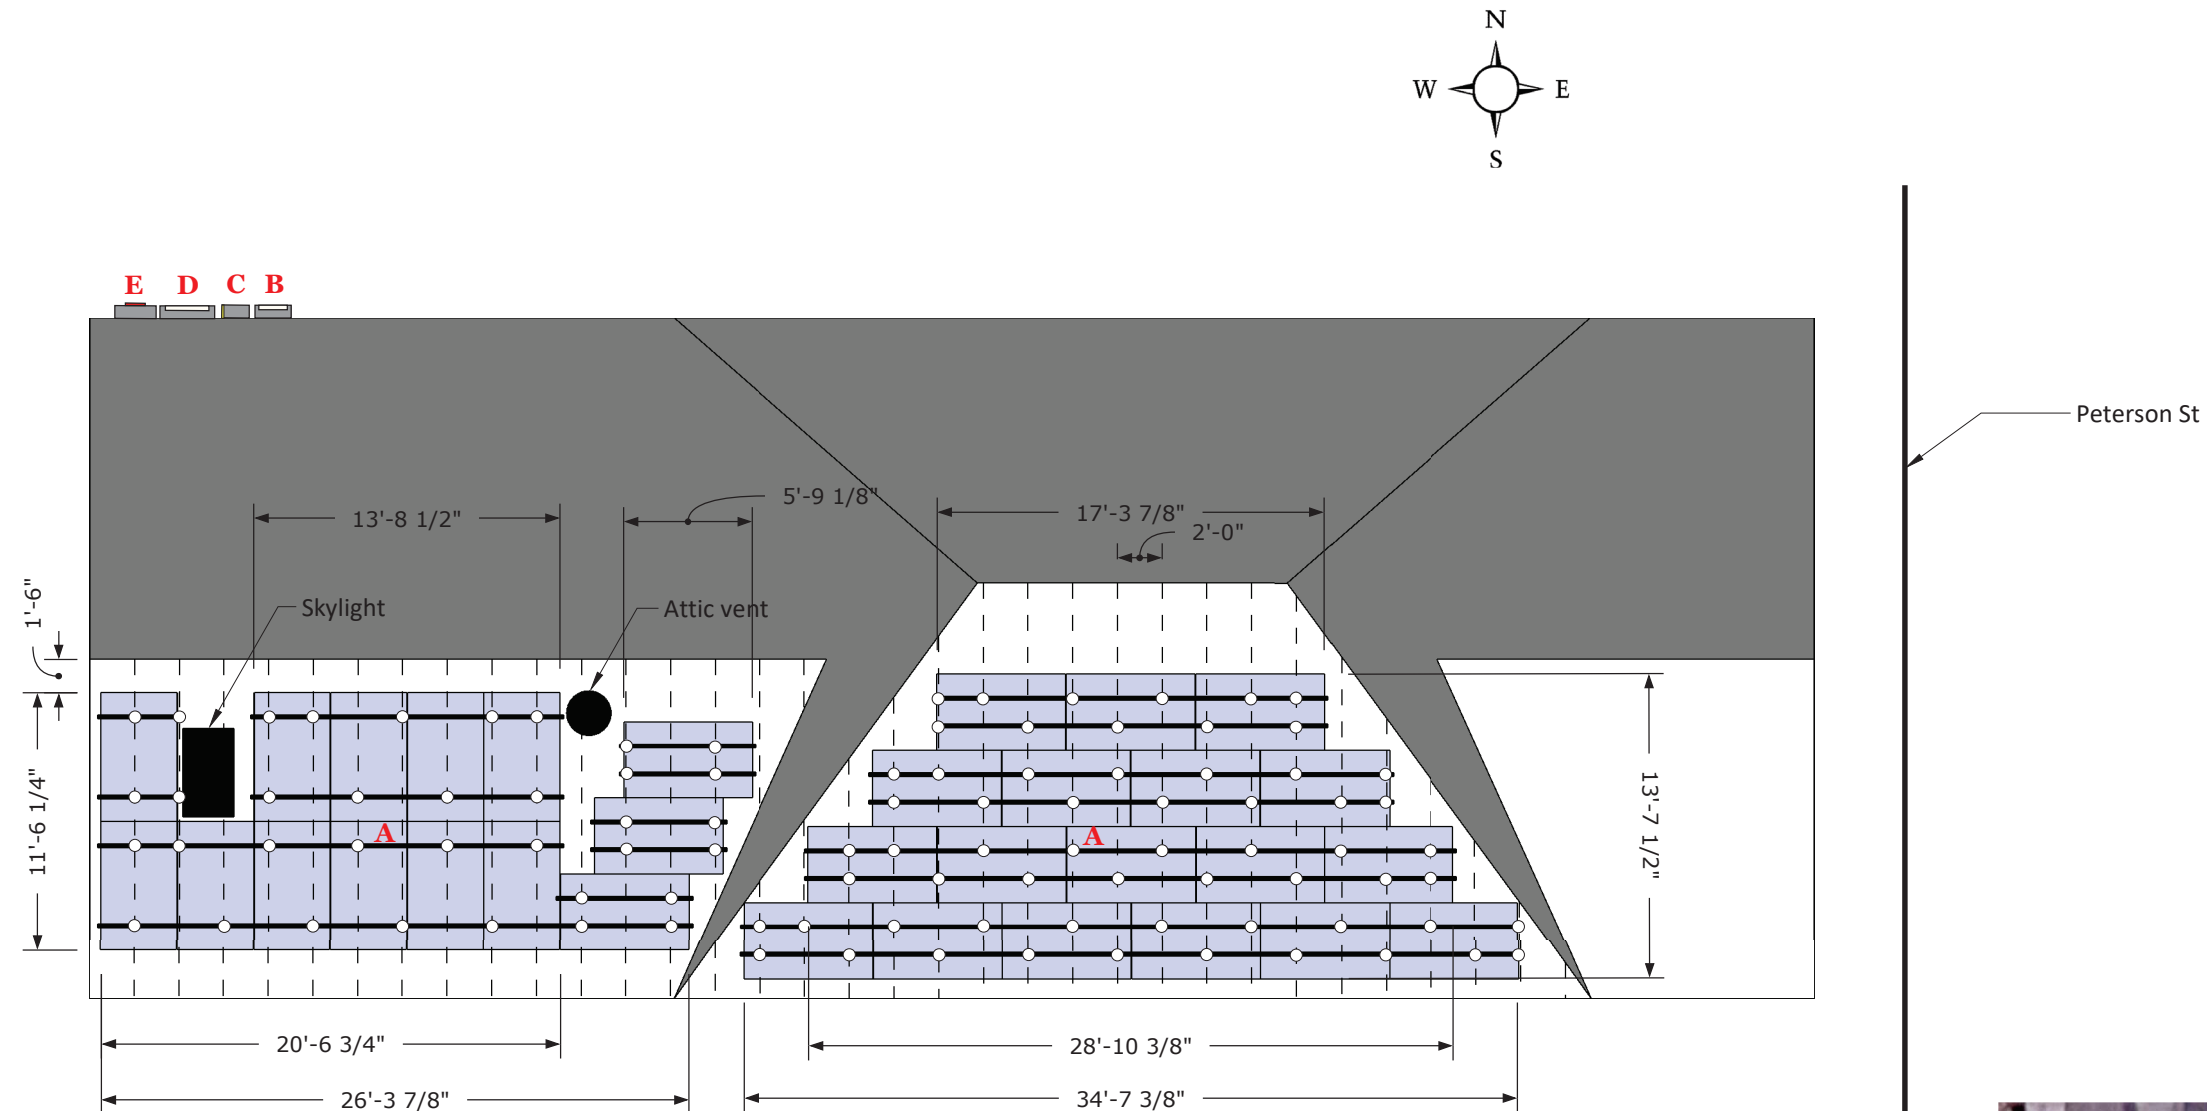 N
W E
S
Peterson St
E D C B
5'-9 1/8"
13'-8 1/2"
17'-3 7/8"
2'-0"
1'-6"
Skylight
Attic vent
11'-6 1/4"
A
A
13'-7 1/2"
20'-6 3/4"
28'-10 3/8"
26'-3 7/8"
34'-7 3/8"